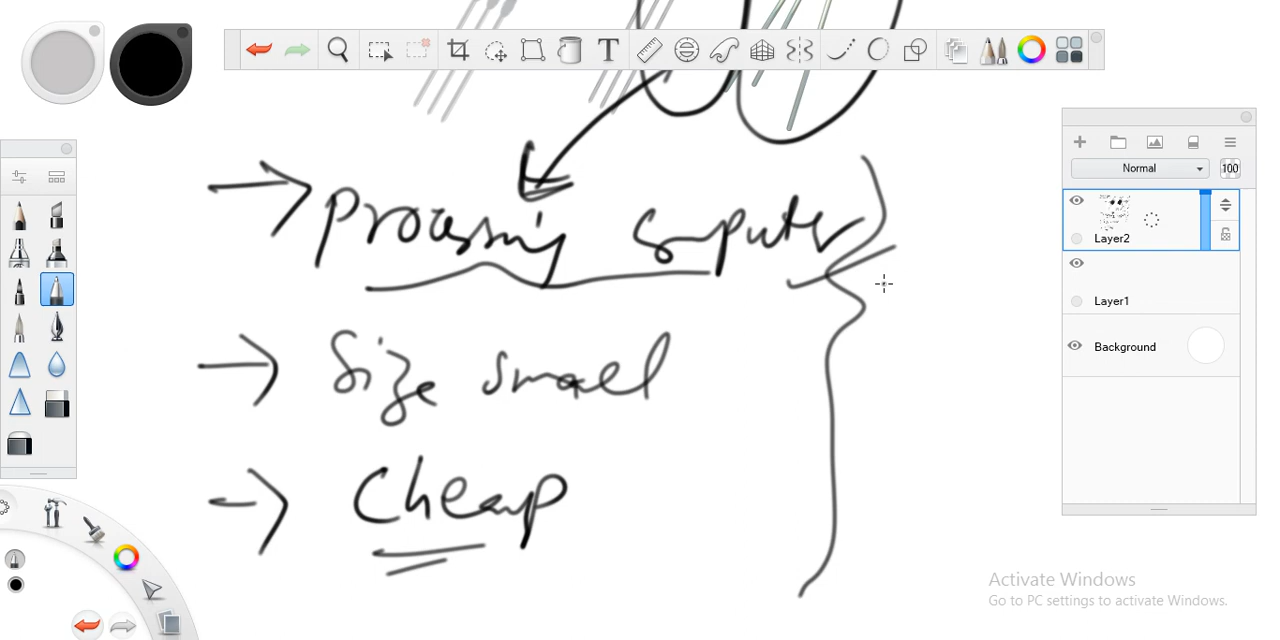 Normal
100
Layer2
Layer1
Background
Processing Computer
Size small
Cheap
Activate Windows
Go to PC settings to activate Windows.